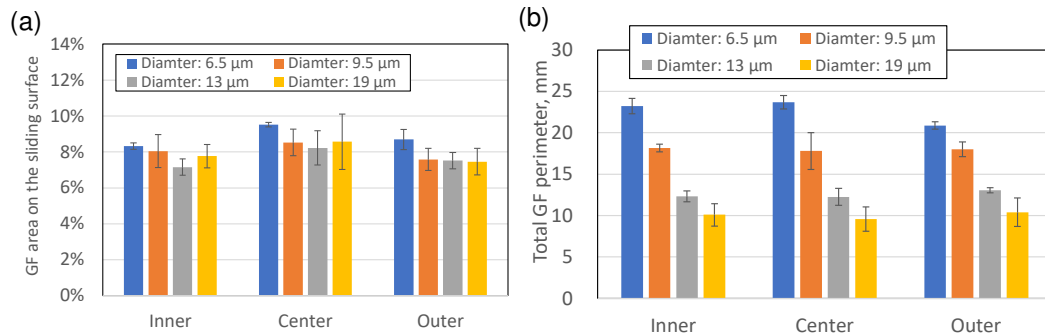 (a)
GF area on the sliding surface
14%
12%
10%
8%
6%
4%
2%
0%
Diamter: 6.5 μm Diamter: 9.5 μm
Diamter: 13 μm Diamter: 19 μm
Inner Center Outer
(b)
Total GF perimeter, mm
30
25
20
15
10
5
0
Diamter: 6.5 μm Diamter: 9.5 μm
Diamter: 13 μm Diamter: 19 μm
Inner Center Outer